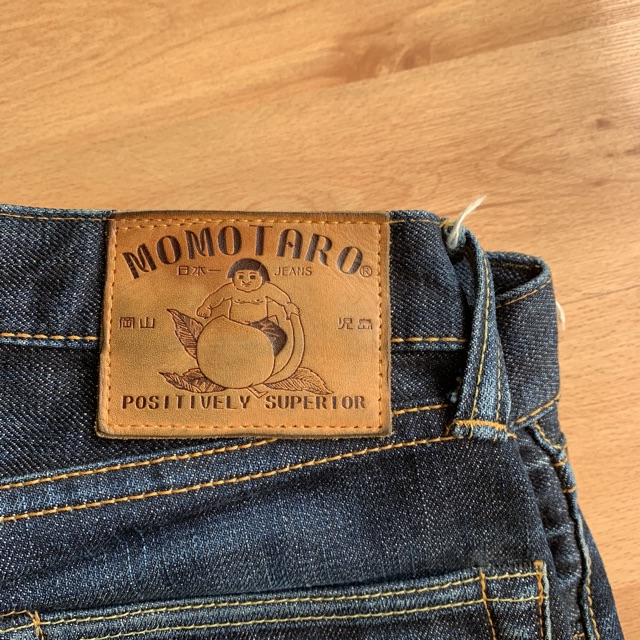 MOMOTARO®
日本一 JEANS
岡山 児島
POSITIVELY SUPERIOR